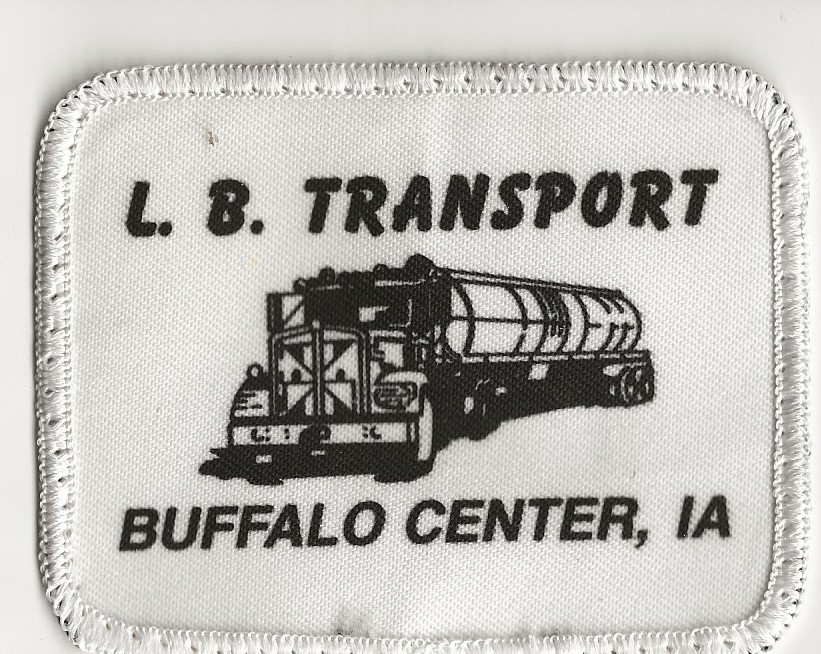 L. B. TRANSPORT
BUFFALO CENTER, IA